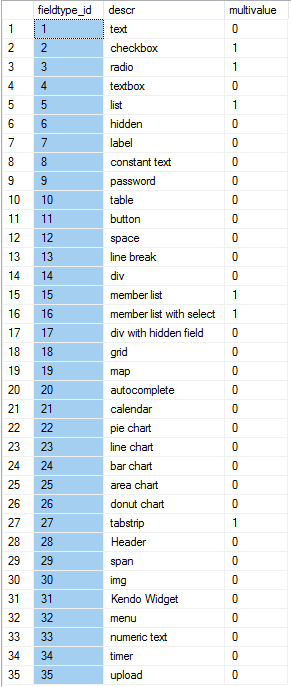 fieldtype_id descr multivalue
1 1 text 0
2 2 checkbox 1
3 3 radio 1
4 4 textbox 0
5 5 list 1
6 6 hidden 0
7 7 label 0
8 8 constant text 0
9 9 password 0
10 10 table 0
11 11 button 0
12 12 space 0
13 13 line break 0
14 14 div 0
15 15 member list 1
16 16 member list with select 1
17 17 div with hidden field 0
18 18 grid 0
19 19 map 0
20 20 autocomplete 0
21 21 calendar 0
22 22 pie chart 0
23 23 line chart 0
24 24 bar chart 0
25 25 area chart 0
26 26 donut chart 0
27 27 tabstrip 1
28 28 Header 0
29 29 span 0
30 30 img 0
31 31 Kendo Widget 0
32 32 menu 0
33 33 numeric text 0
34 34 timer 0
35 35 upload 0